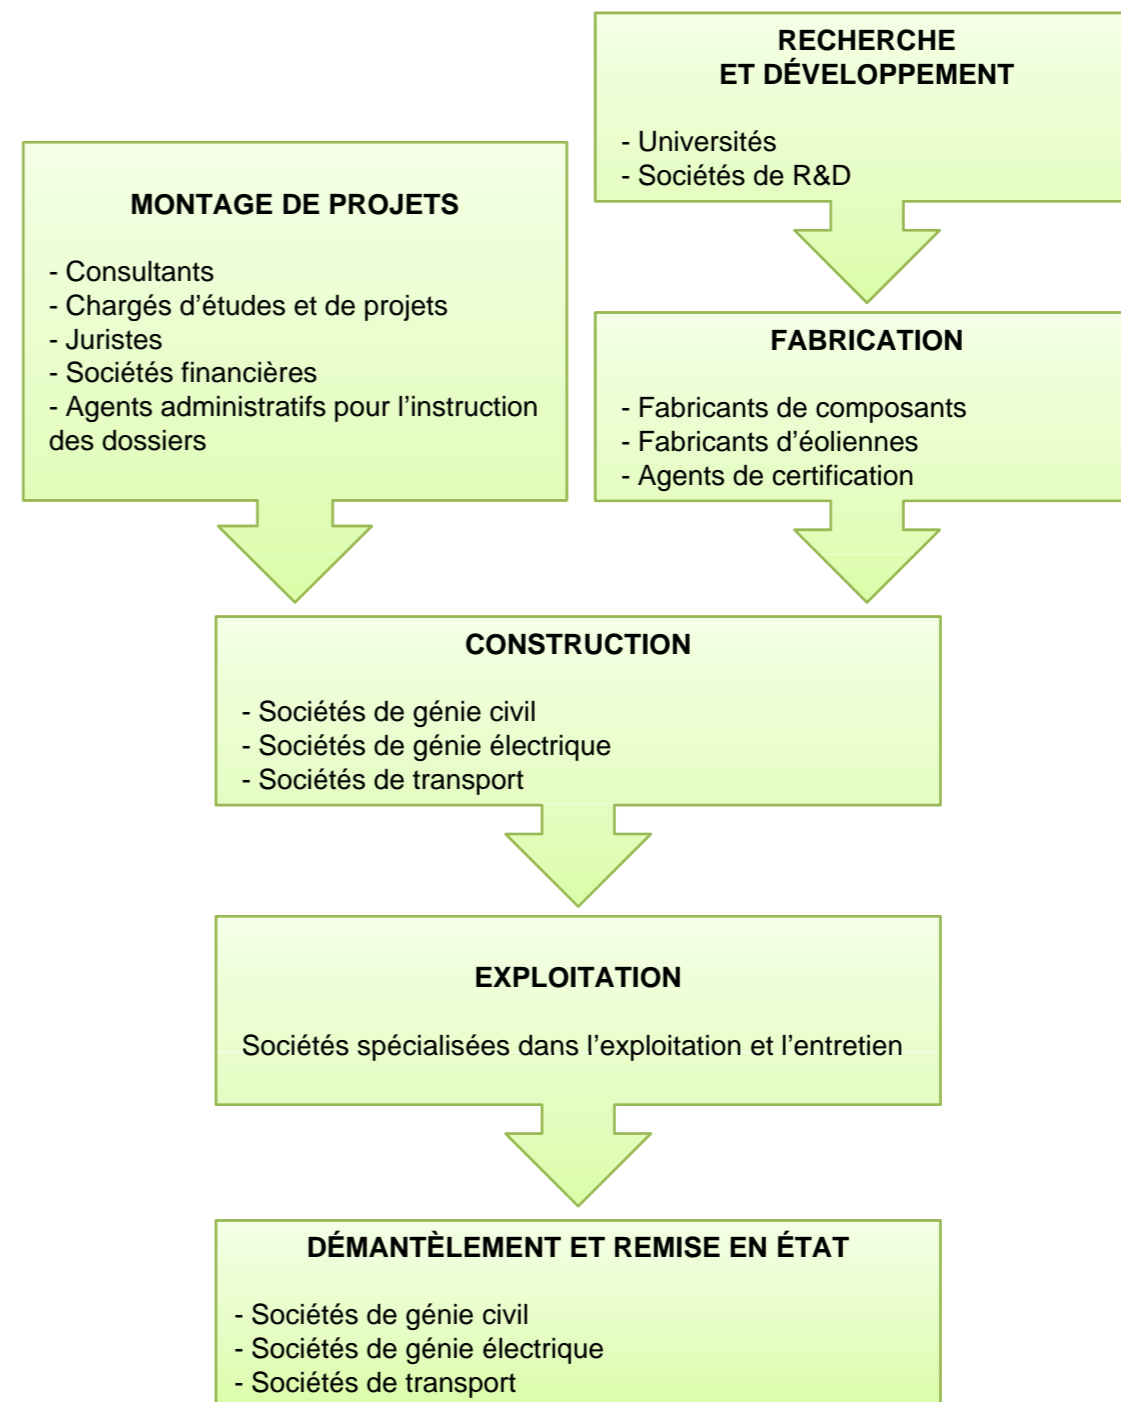 RECHERCHE
ET DÉVELOPPEMENT
- Universités
- Sociétés de R&D
MONTAGE DE PROJETS
- Consultants
- Chargés d’études et de projets
- Juristes
- Sociétés financières
- Agents administratifs pour l’instruction
des dossiers
FABRICATION
- Fabricants de composants
- Fabricants d’éoliennes
- Agents de certification
CONSTRUCTION
- Sociétés de génie civil
- Sociétés de génie électrique
- Sociétés de transport
EXPLOITATION
Sociétés spécialisées dans l’exploitation et l’entretien
DÉMANTÈLEMENT ET REMISE EN ÉTAT
- Sociétés de génie civil
- Sociétés de génie électrique
- Sociétés de transport